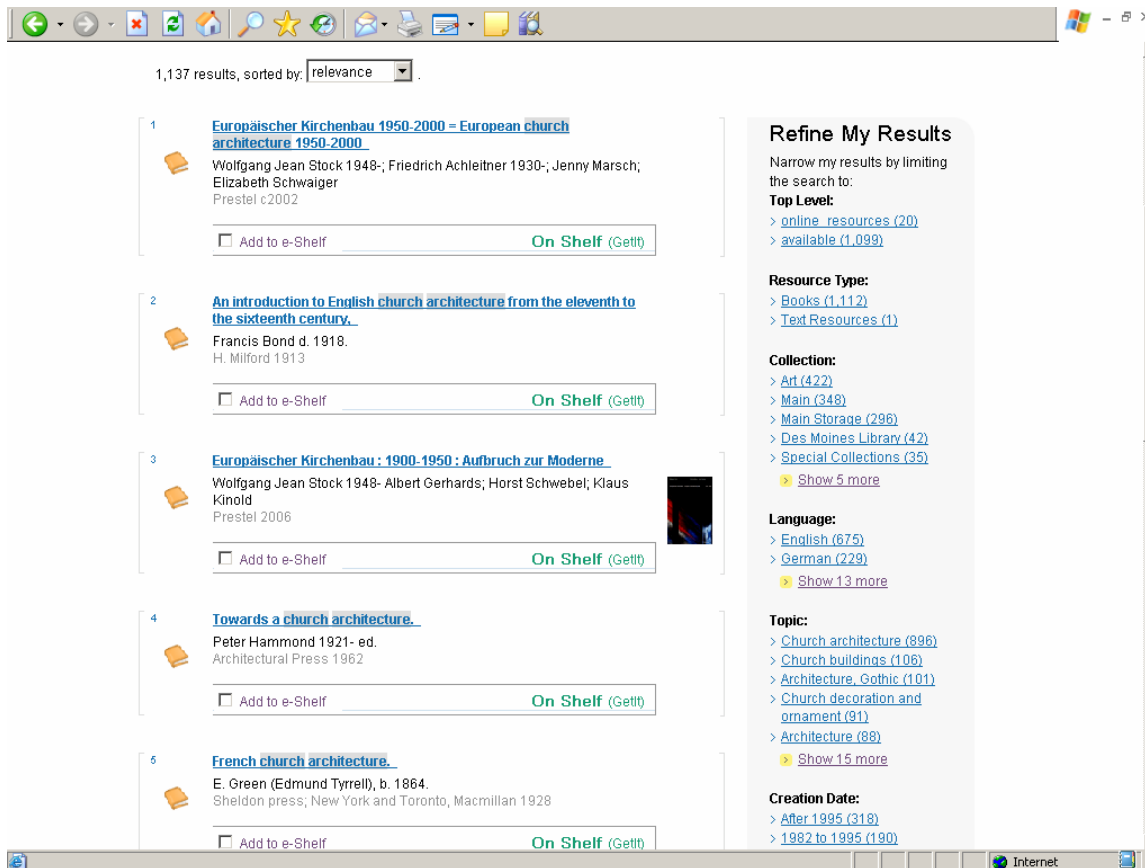 1,137 results, sorted by: relevance .
1
Europäischer Kirchenbau 1950-2000 = European church
architecture 1950-2000
Wolfgang Jean Stock 1948-; Friedrich Achleitner 1930-; Jenny Marsch;
Elizabeth Schwaiger
Prestel c2002
Add to e-Shelf On Shelf (GetIt)
2
An introduction to English church architecture from the eleventh to
the sixteenth century,
Francis Bond d. 1918.
H. Milford 1913
Add to e-Shelf On Shelf (GetIt)
3
Europäischer Kirchenbau : 1900-1950 : Aufbruch zur Moderne
Wolfgang Jean Stock 1948- Albert Gerhards; Horst Schwebel; Klaus
Kinold
Prestel 2006
Add to e-Shelf On Shelf (GetIt)
4
Towards a church architecture.
Peter Hammond 1921- ed.
Architectural Press 1962
Add to e-Shelf On Shelf (GetIt)
5
French church architecture.
E. Green (Edmund Tyrrell), b. 1864.
Sheldon press; New York and Toronto, Macmillan 1928
Add to e-Shelf On Shelf (GetIt)
Refine My Results
Narrow my results by limiting
the search to:
Top Level:
> online_resources (20)
> available (1,099)
Resource Type:
> Books (1,112)
> Text Resources (1)
Collection:
> Art (422)
> Main (348)
> Main Storage (296)
> Des Moines Library (42)
> Special Collections (35)
Show 5 more
Language:
> English (675)
> German (229)
Show 13 more
Topic:
> Church architecture (896)
> Church buildings (106)
> Architecture, Gothic (101)
> Church decoration and
ornament (91)
> Architecture (88)
Show 15 more
Creation Date:
> After 1995 (318)
> 1982 to 1995 (190)
Internet